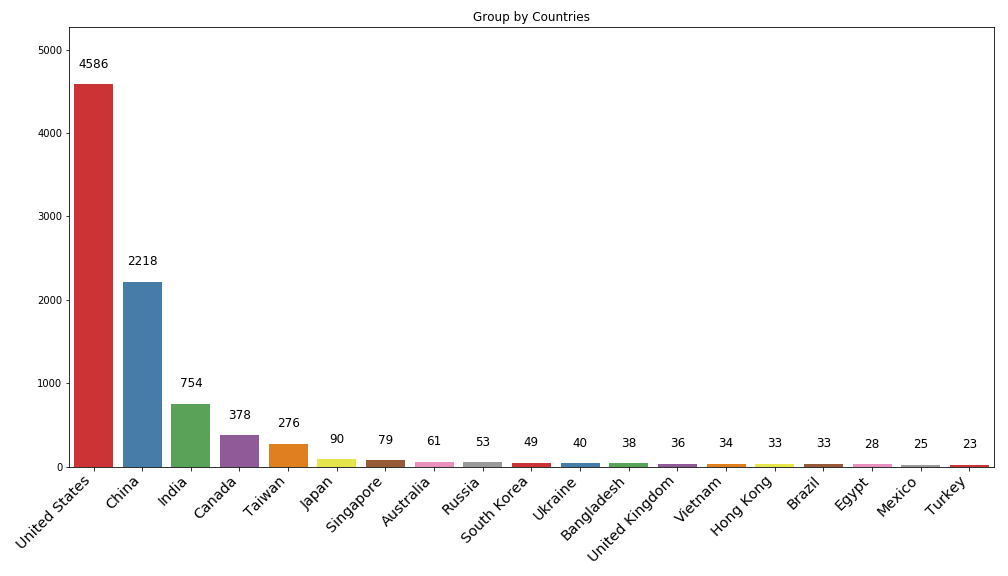 Group by Countries
5000
4000
3000
2000
1000
0
4586
2218
754
378
276
90
79
61
53
49
40
38
36
34
33
33
28
25
23
United States
China
India
Canada
Taiwan
Japan
Singapore
Australia
Russia
South Korea
Ukraine
Bangladesh
United Kingdom
Vietnam
Hong Kong
Brazil
Egypt
Mexico
Turkey